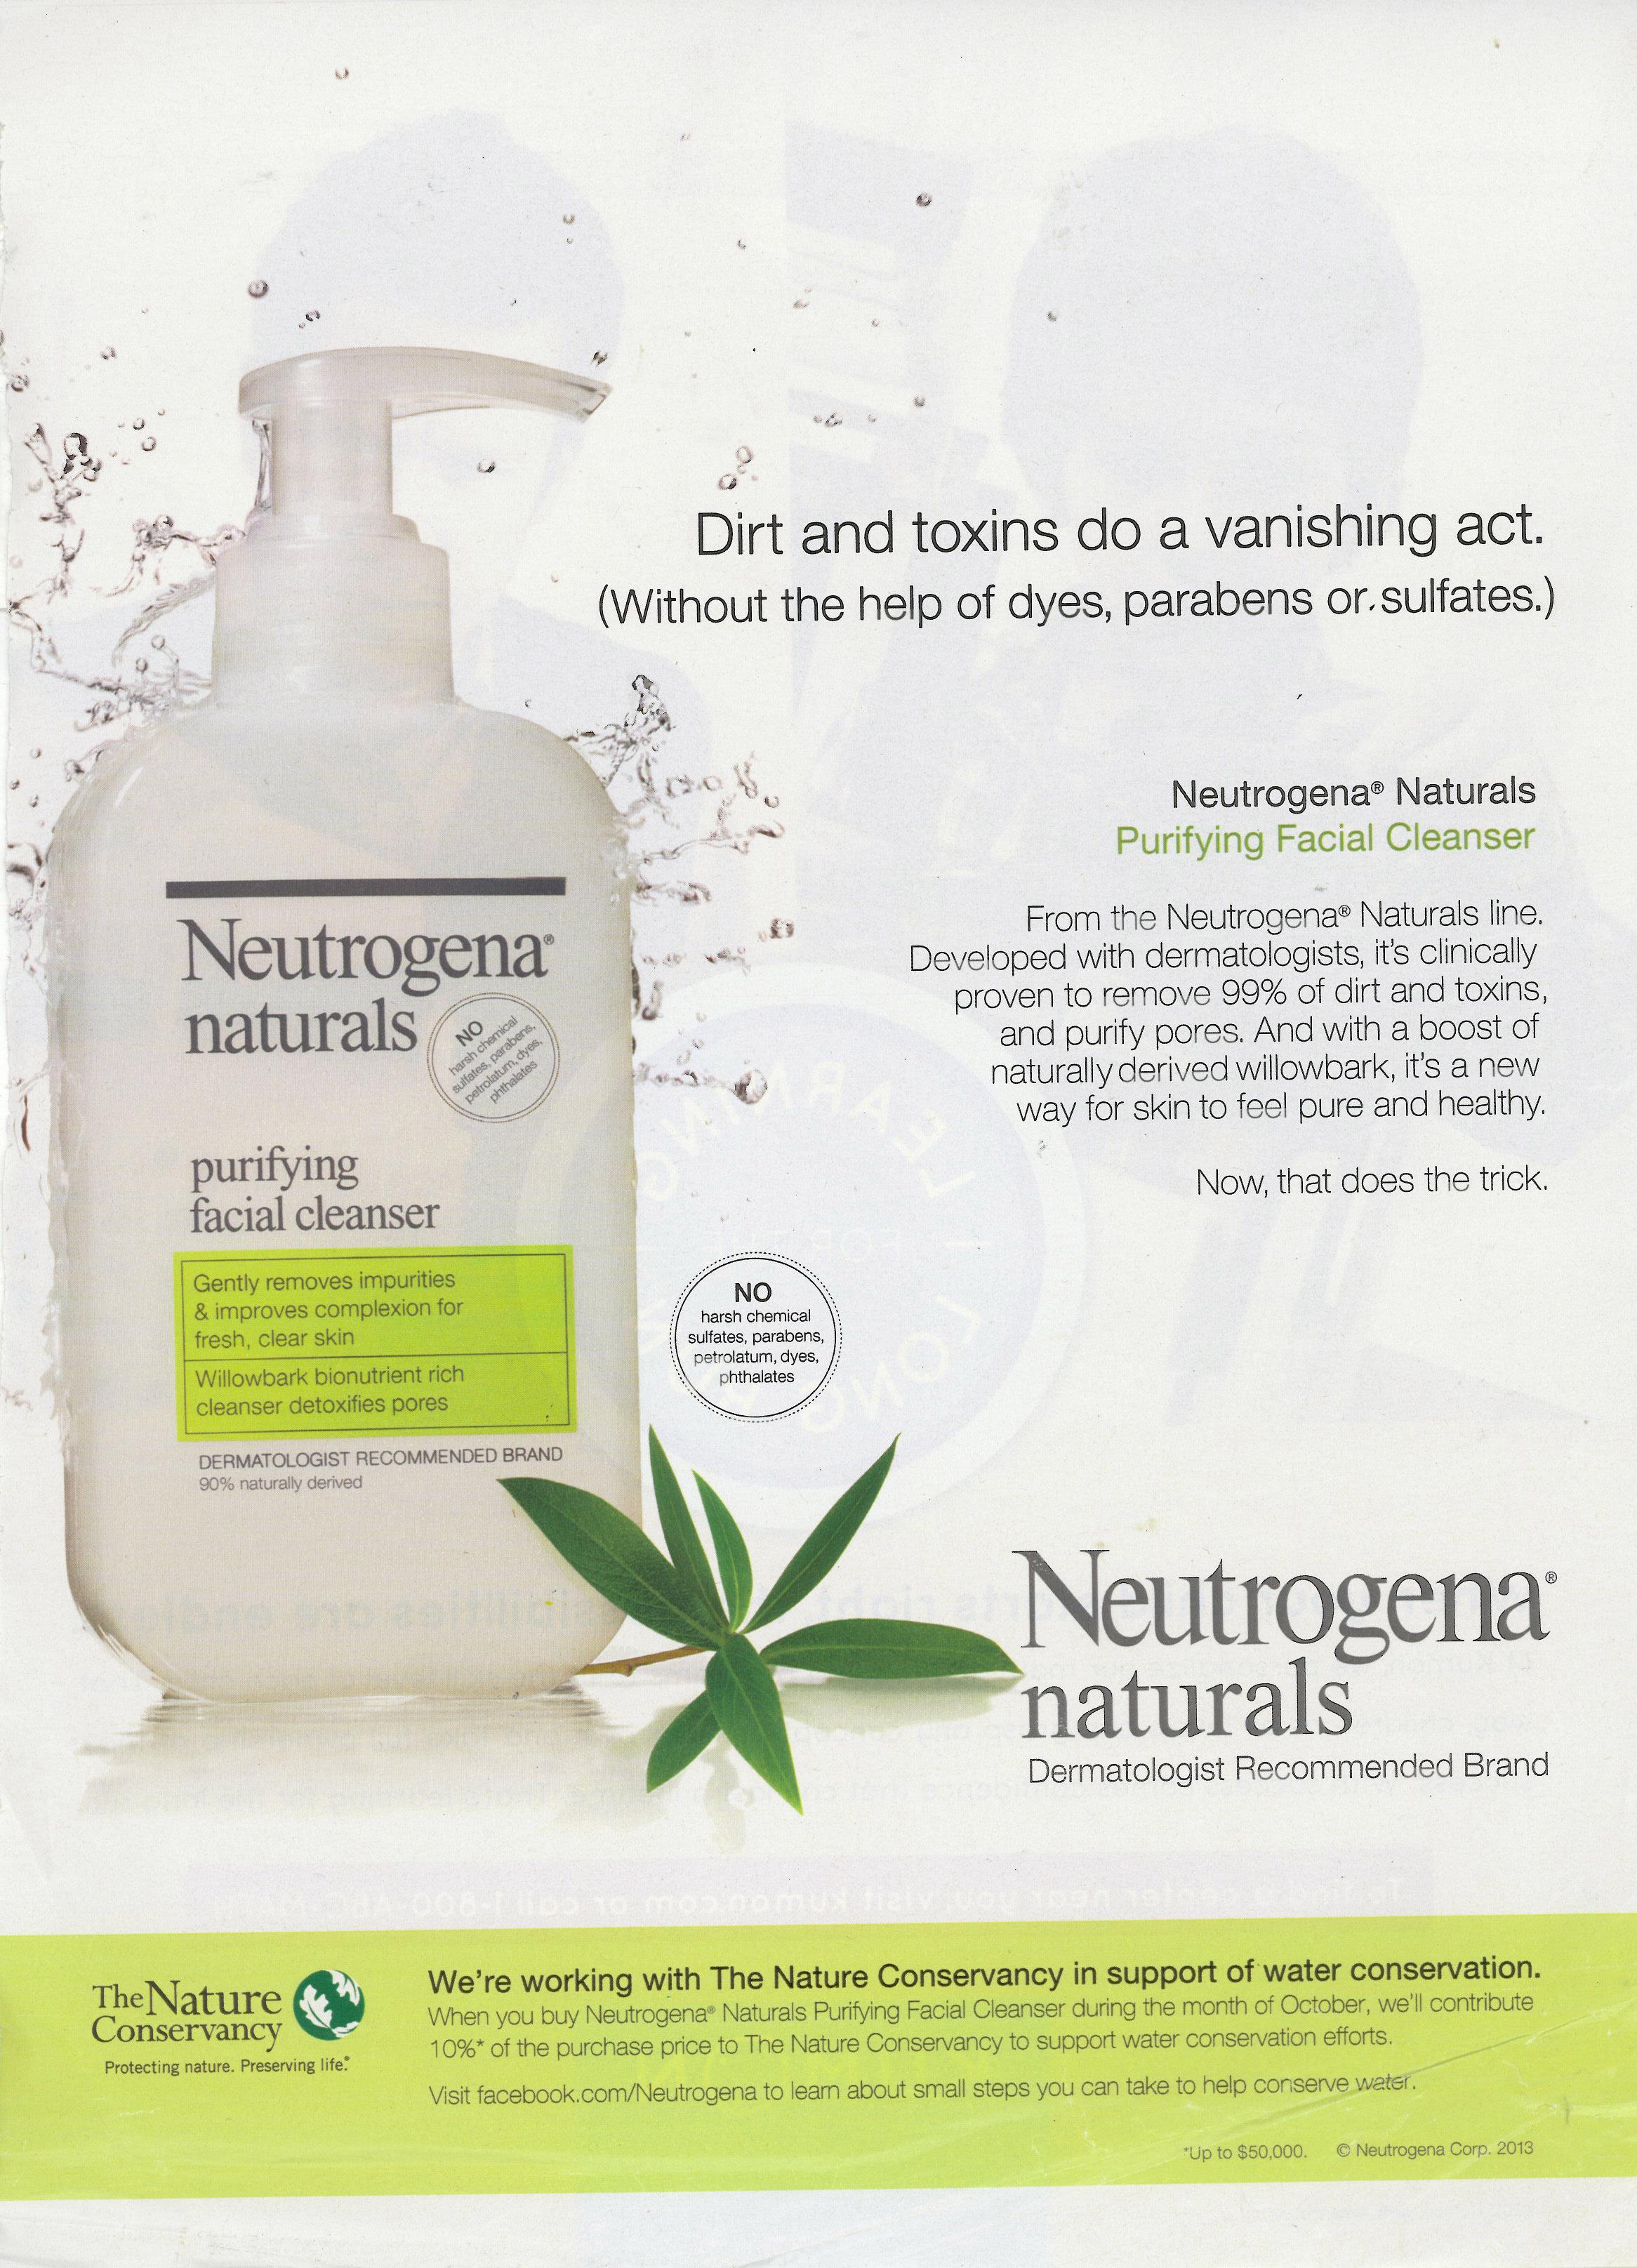 Dirt and toxins do a vanishing act.
(Without the help of dyes, parabens or sulfates.)
Neutrogena® Naturals
Purifying Facial Cleanser
From the Neutrogena® Naturals line.
Developed with dermatologists, it's clinically
proven to remove 99% of dirt and toxins,
and purify pores. And with a boost of
naturally derived willowbark, it's a new
way for skin to feel pure and healthy.
Now, that does the trick.
Neutrogena®
naturals
NO
harsh chemical
sulfates, parabens,
petrolatum, dyes,
phthalates
purifying
facial cleanser
Gently removes impurities
& improves complexion for
fresh, clear skin
Willowbark bionutrient rich
cleanser detoxifies pores
DERMATOLOGIST RECOMMENDED BRAND
90% naturally derived
NO
harsh chemical
sulfates, parabens,
petrolatum, dyes,
phthalates
Neutrogena®
naturals
Dermatologist Recommended Brand
The Nature
Conservancy
Protecting nature. Preserving life.®
We're working with The Nature Conservancy in support of water conservation.
When you buy Neutrogena® Naturals Purifying Facial Cleanser during the month of October, we'll contribute
10%* of the purchase price to The Nature Conservancy to support water conservation efforts.
Visit facebook.com/Neutrogena to learn about small steps you can take to help conserve water.
*Up to $50,000. © Neutrogena Corp. 2013